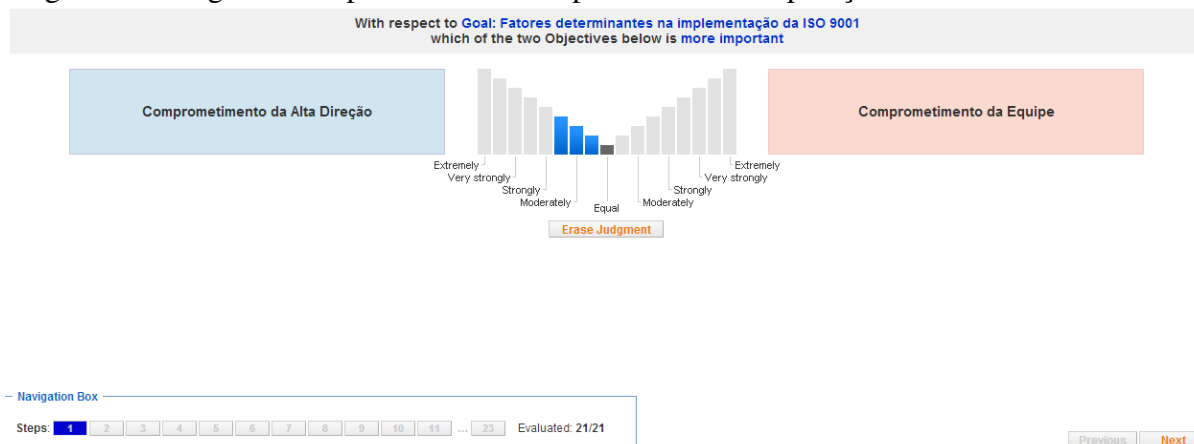 With respect to Goal: Fatores determinantes na implementação da ISO 9001
which of the two Objectives below is more important
Comprometimento da Alta Direção
Comprometimento da Equipe
Extremely
Extremely
Very strongly
Very strongly
Strongly
Strongly
Moderately
Moderately
Equal
Erase Judgment
Navigation Box
Steps: 1 2 3 4 5 6 7 8 9 10 11 ... 23 Evaluated: 21/21
Previous Next